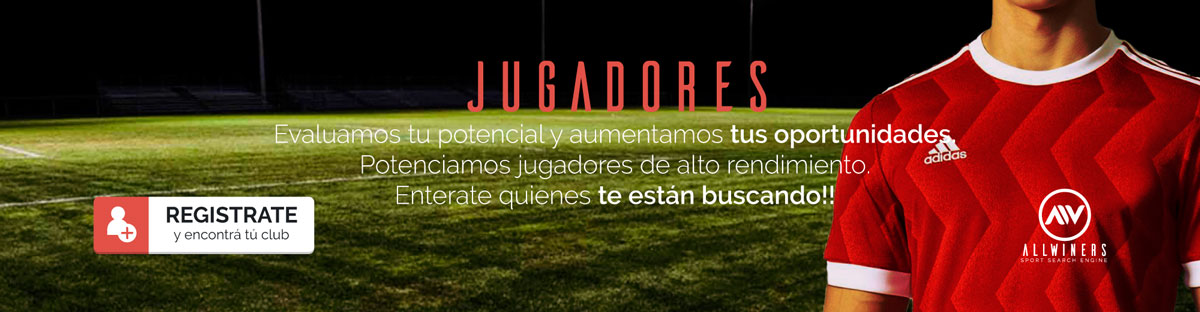 JUGADORES
Evaluamos tu potencial y aumentamos tus oportunidades.
Potenciamos jugadores de alto rendimiento.
Enterate quienes te están buscando!!
REGISTRATE
y encontrá tú club
adidas
AW
ALLWINERS
SPORT SEARCH ENGINE